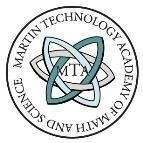 MARTIN TECHNOLOGY ACADEMY OF MATH AND SCIENCE
MTA